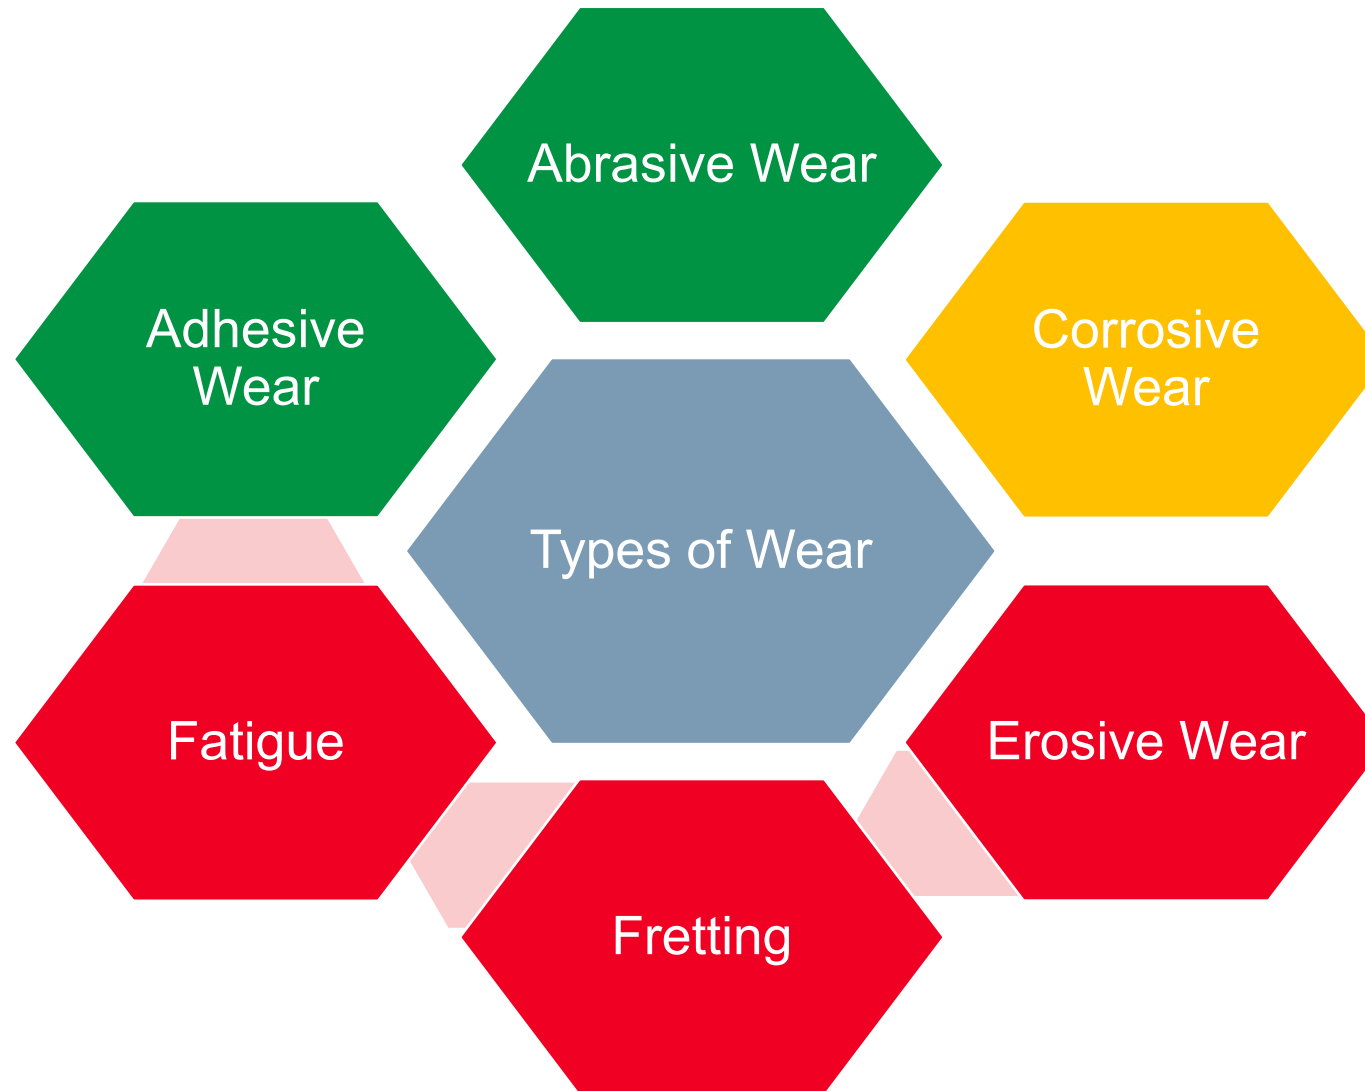 Abrasive Wear
Adhesive
Wear
Corrosive
Wear
Types of Wear
Fatigue
Erosive Wear
Fretting